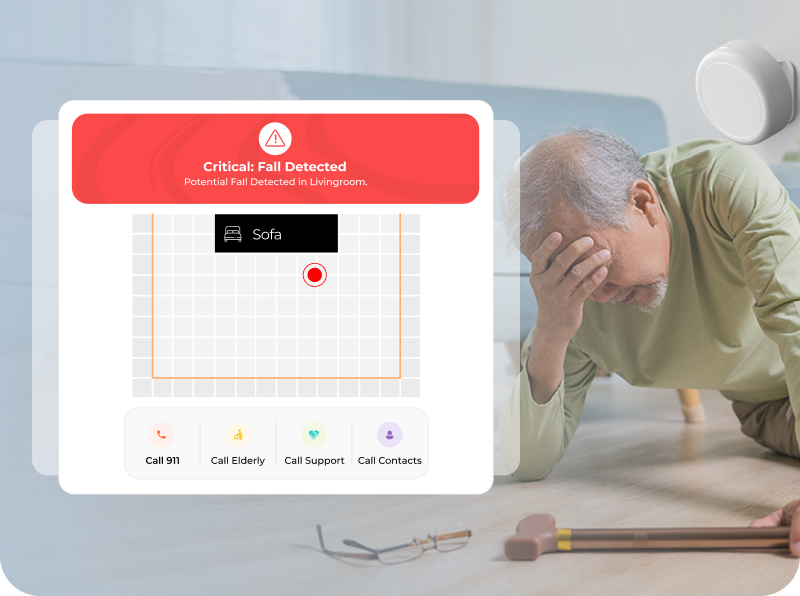 Critical: Fall Detected
Potential Fall Detected in Livingroom.
Sofa
Call 911
Call Elderly
Call Support
Call Contacts